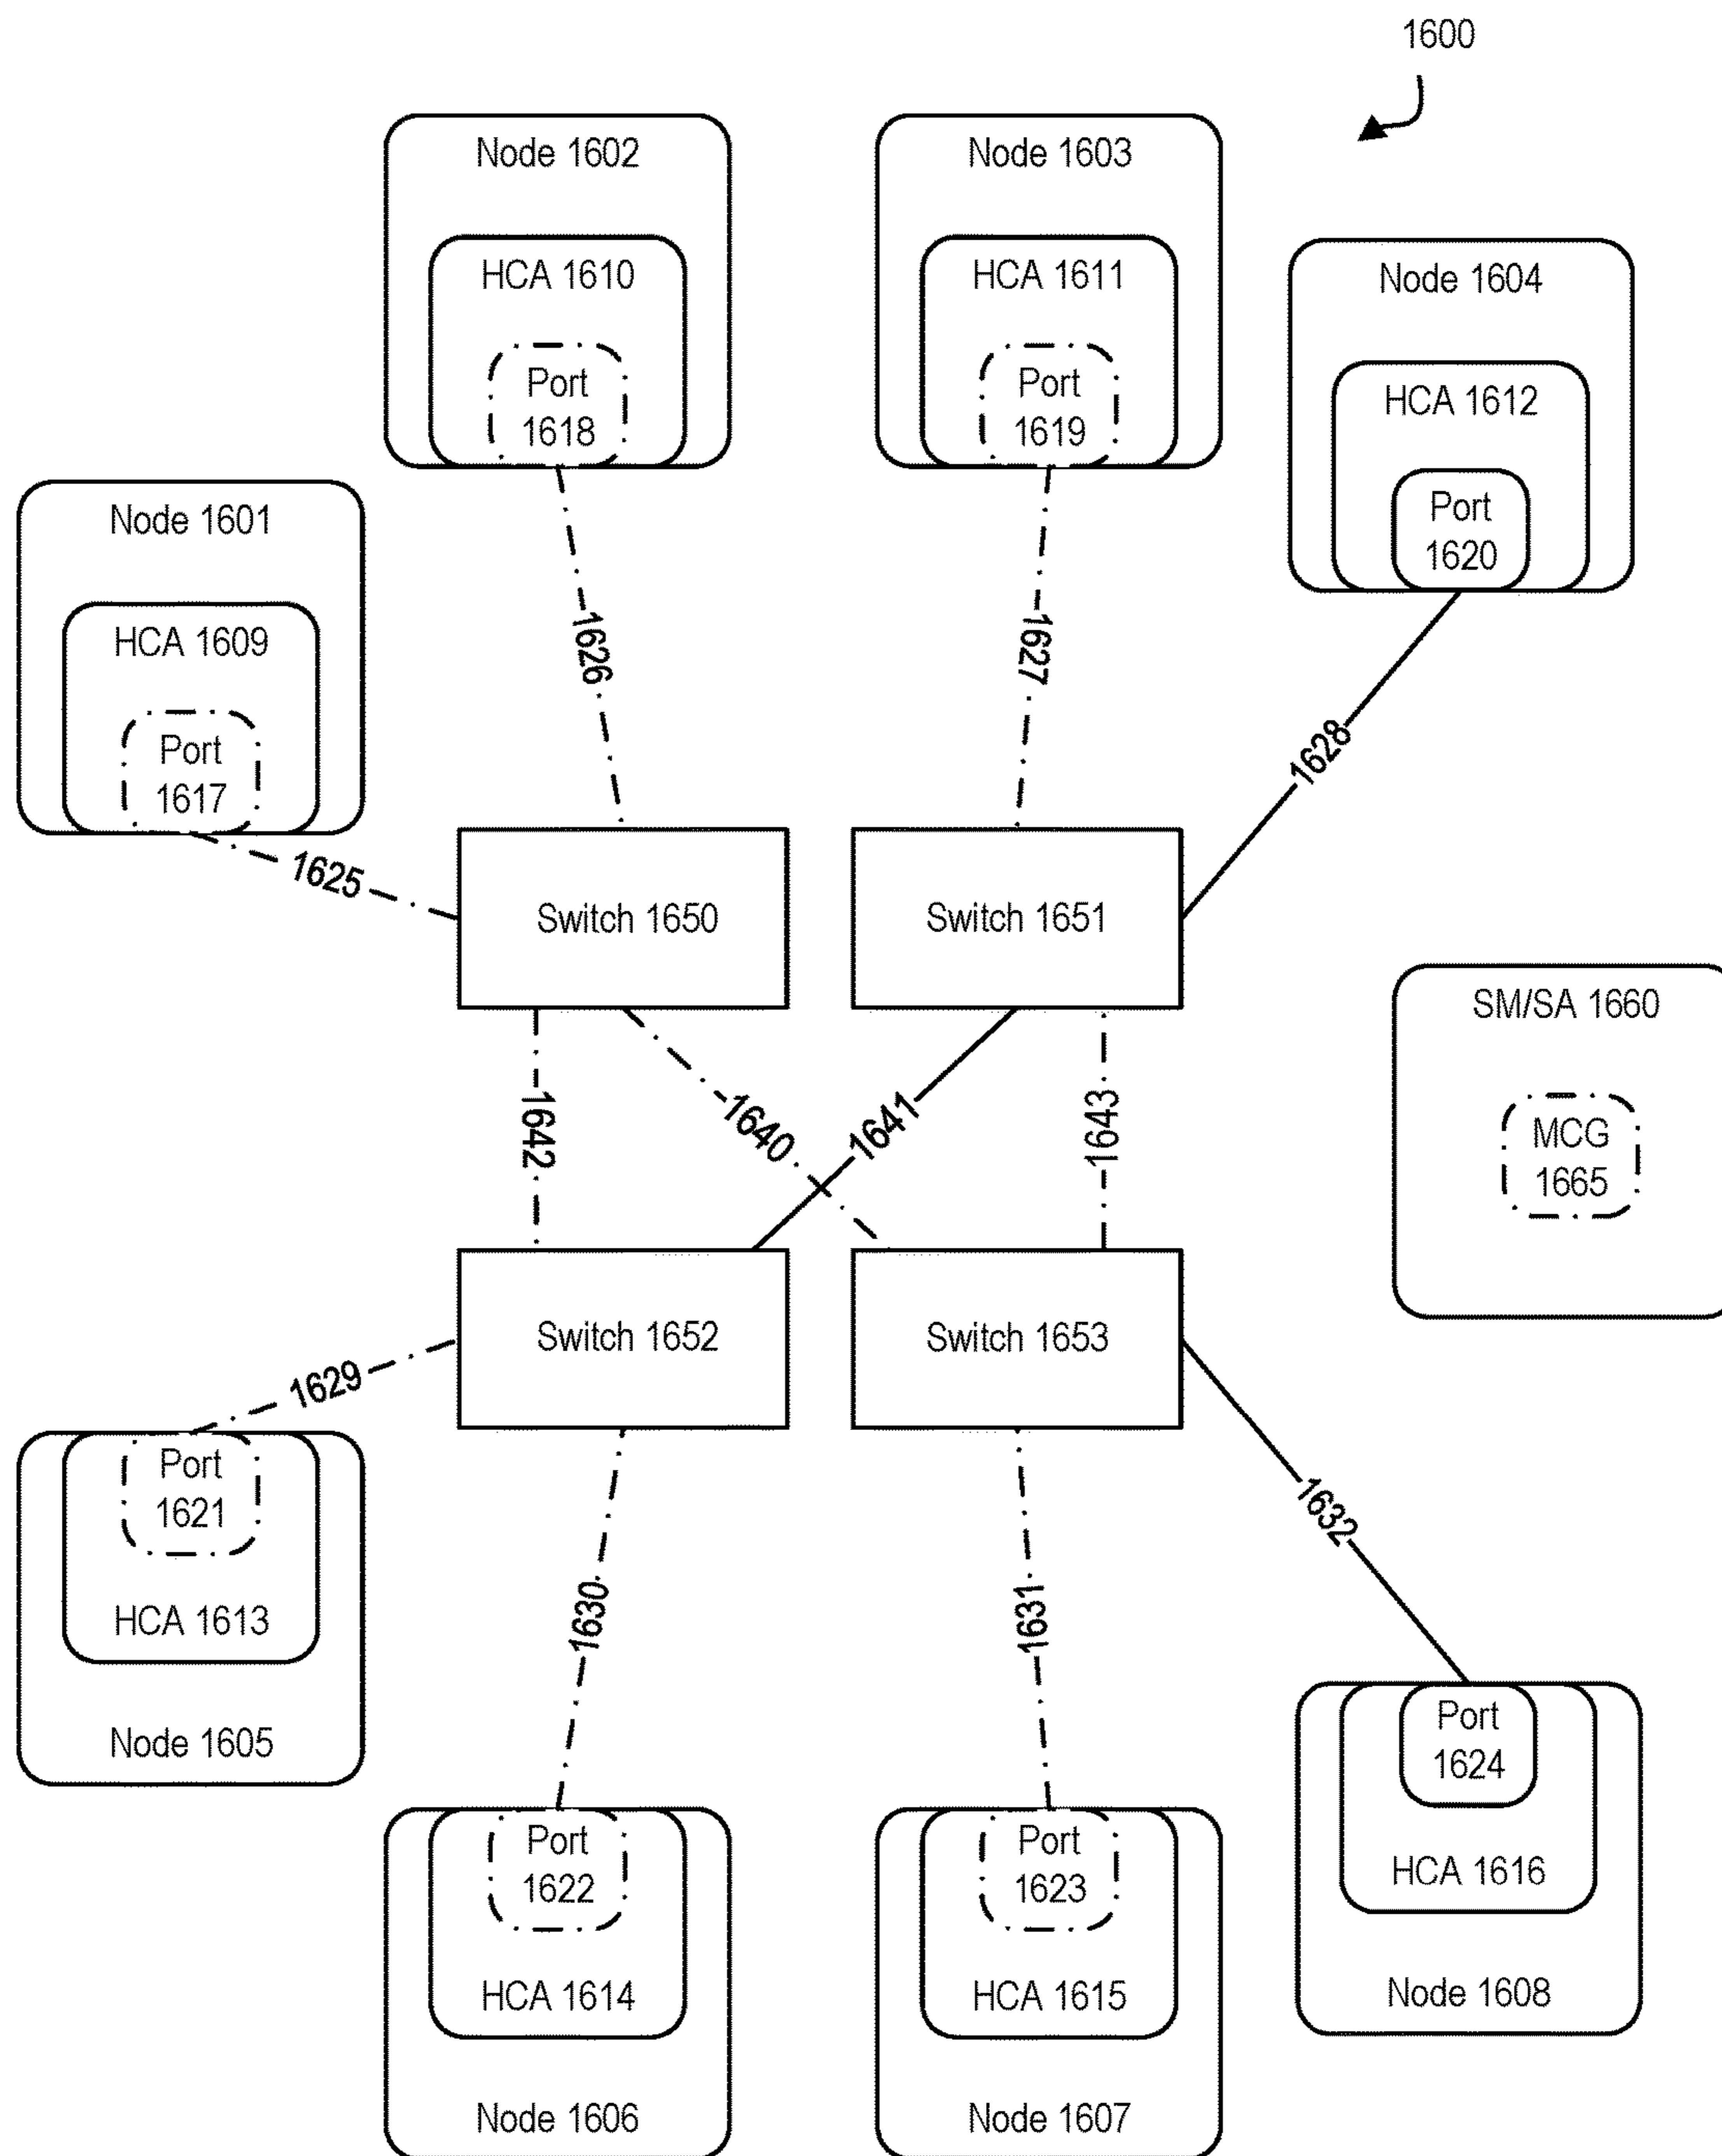 1600
Node 1602
HCA 1610
Port
1618
Node 1603
HCA 1611
Port
1619
Node 1604
HCA 1612
Port
1620
Node 1601
HCA 1609
Port
1617
1626
1627
1628
1625
Switch 1650
Switch 1651
SM/SA 1660
MCG
1665
1642
1640
1641
1643
Switch 1652
Switch 1653
1629
1630
1631
1632
Port
1621
HCA 1613
Node 1605
Port
1622
HCA 1614
Node 1606
Port
1623
HCA 1615
Node 1607
Port
1624
HCA 1616
Node 1608